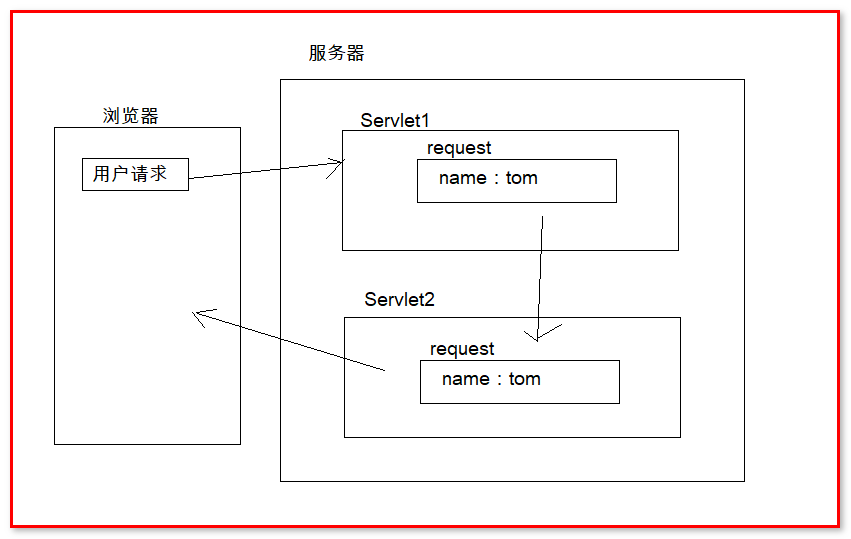 服务器
浏览器
用户请求
Servlet1
request
name：tom
Servlet2
request
name：tom